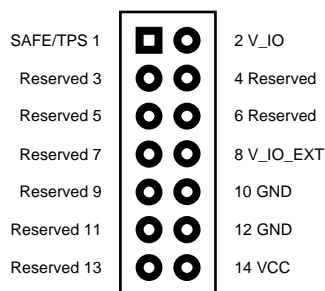 SAFE/TPS 1 2 V_IO
Reserved 3 4 Reserved
Reserved 5 6 Reserved
Reserved 7 8 V_IO_EXT
Reserved 9 10 GND
Reserved 11 12 GND
Reserved 13 14 VCC